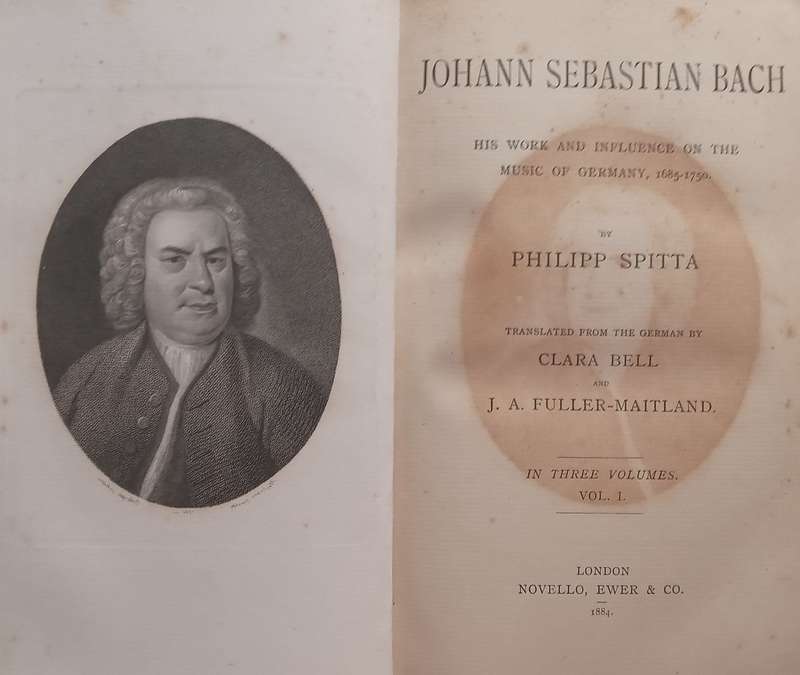 JOHANN SEBASTIAN BACH
HIS WORK AND INFLUENCE ON THE
MUSIC OF GERMANY, 1685-1750.
BY
PHILIPP SPITTA
TRANSLATED FROM THE GERMAN BY
CLARA BELL
AND
J. A. FULLER-MAITLAND.
IN THREE VOLUMES.
VOL. I.
LONDON
NOVELLO, EWER & CO.
1884.